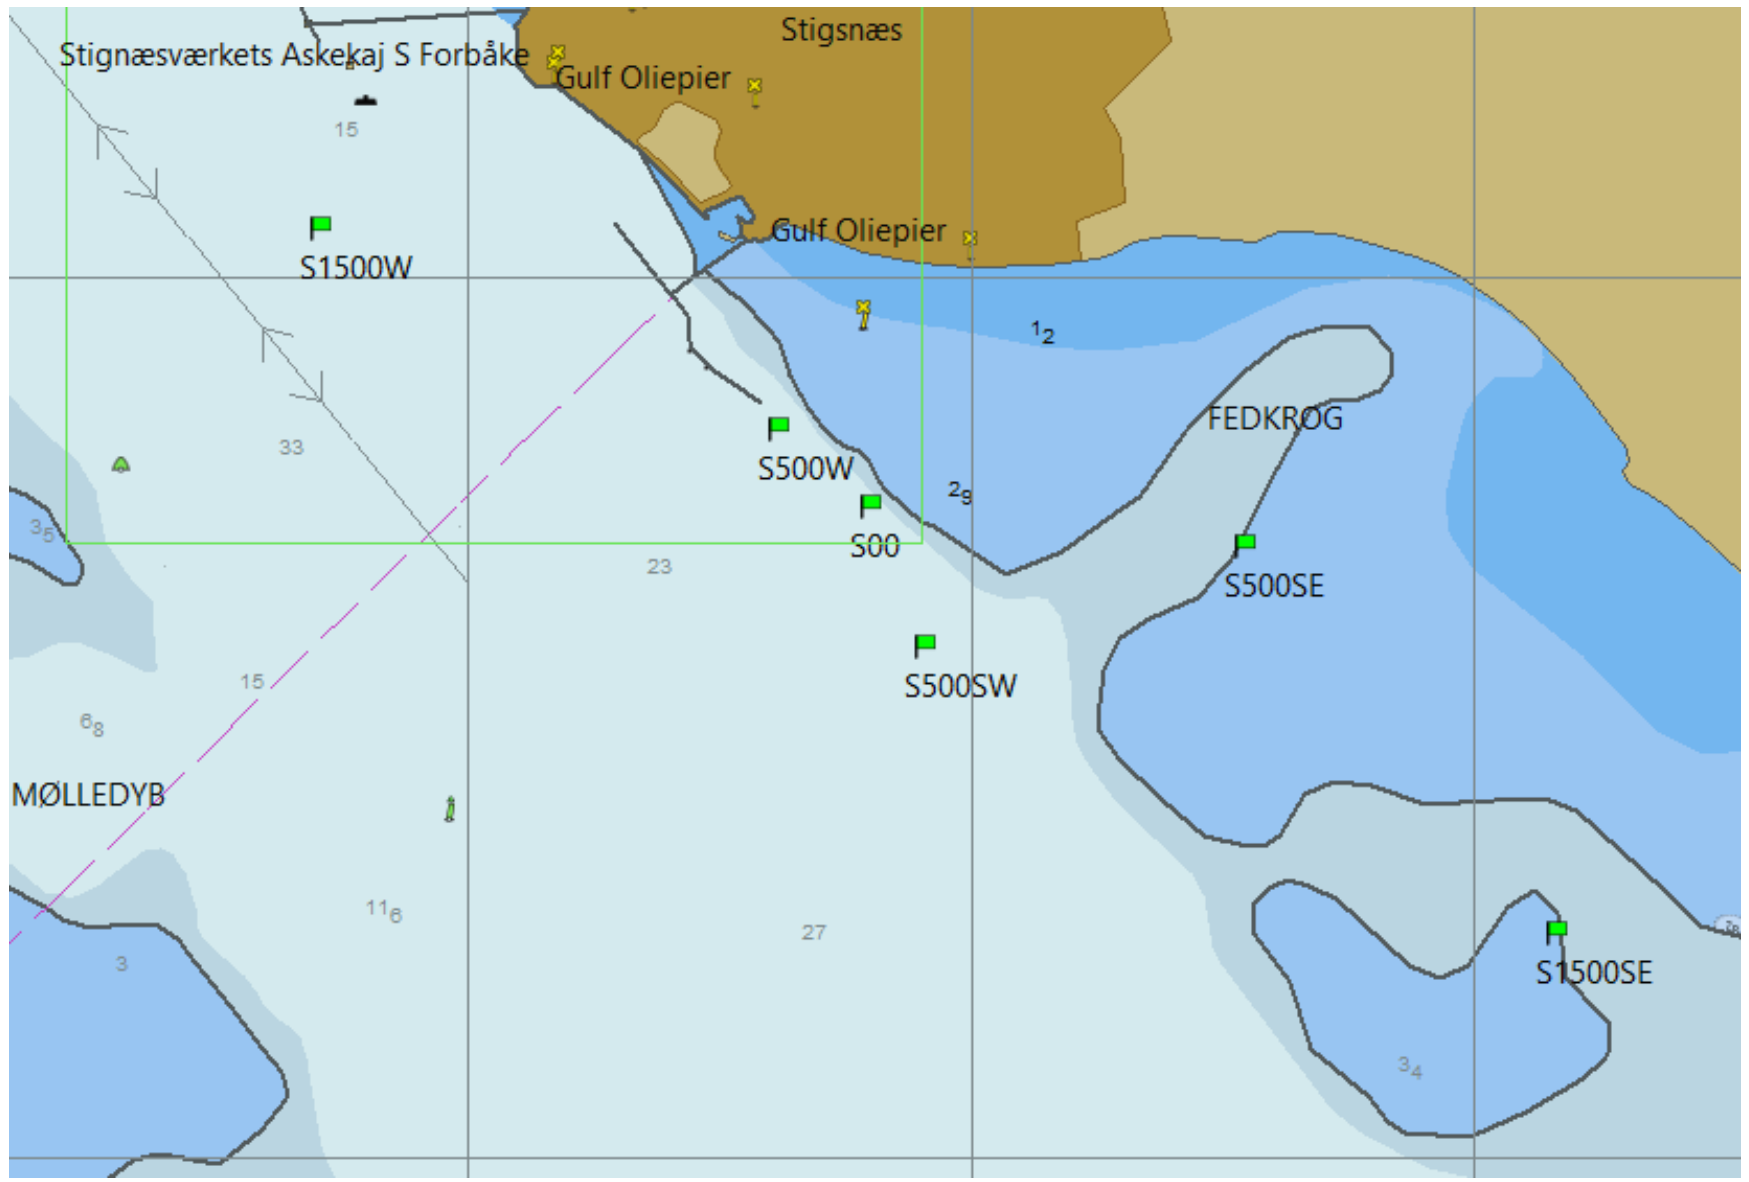 Stigsnæs
Stignæsværkets Askekaj S Forbåke
Gulf Oliepier
15
S1500W
Gulf Oliepier
12
FEDKROG
33
S500W
29
35
S00
23
S500SE
S500SW
15
68
MØLLEDYB
116
27
3
S1500SE
34